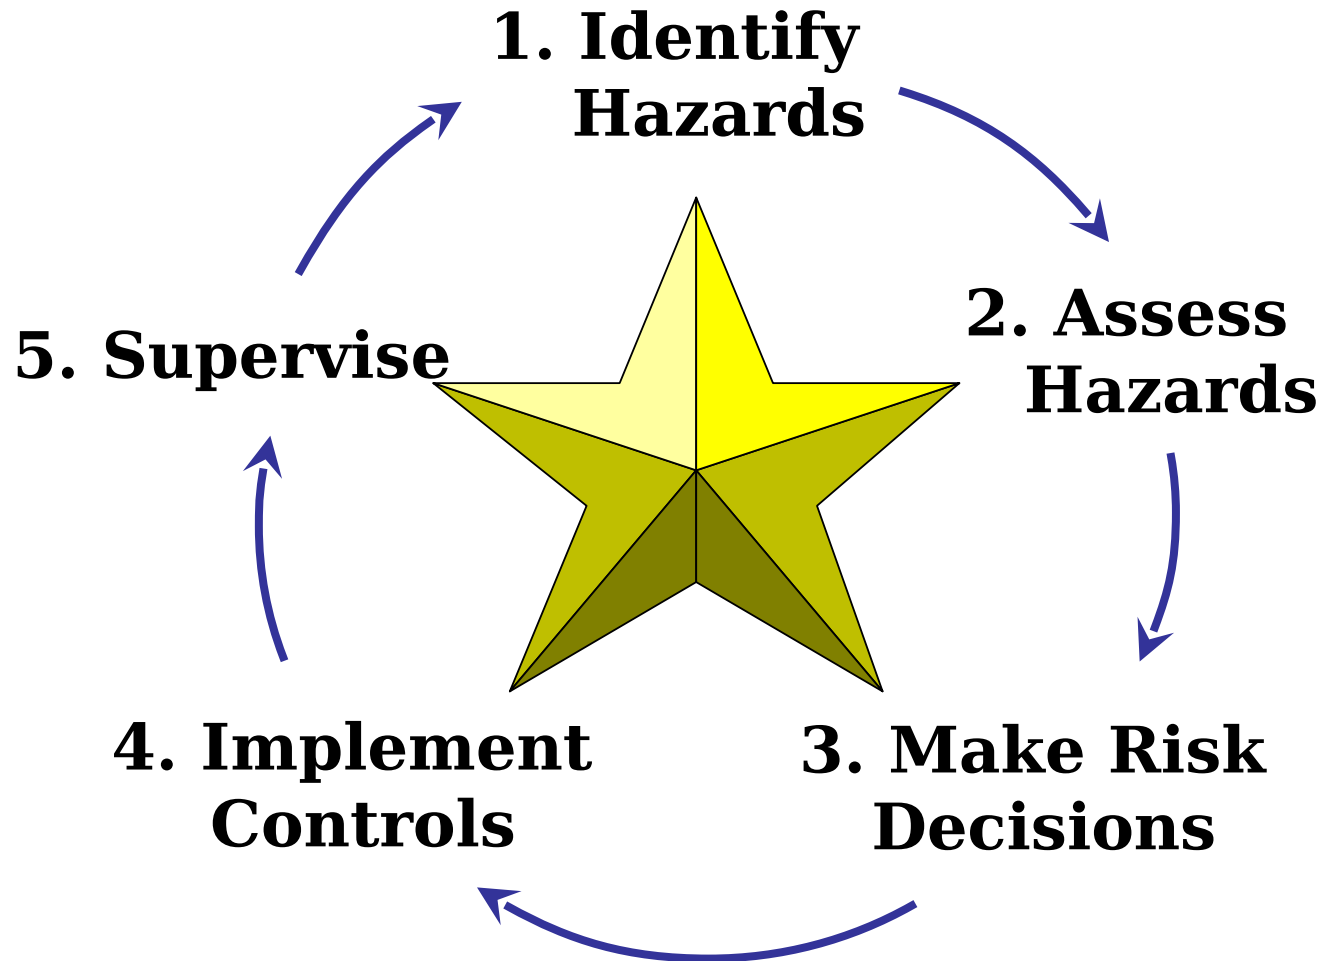 1. Identify
Hazards
2. Assess
Hazards
3. Make Risk
Decisions
4. Implement
Controls
5. Supervise